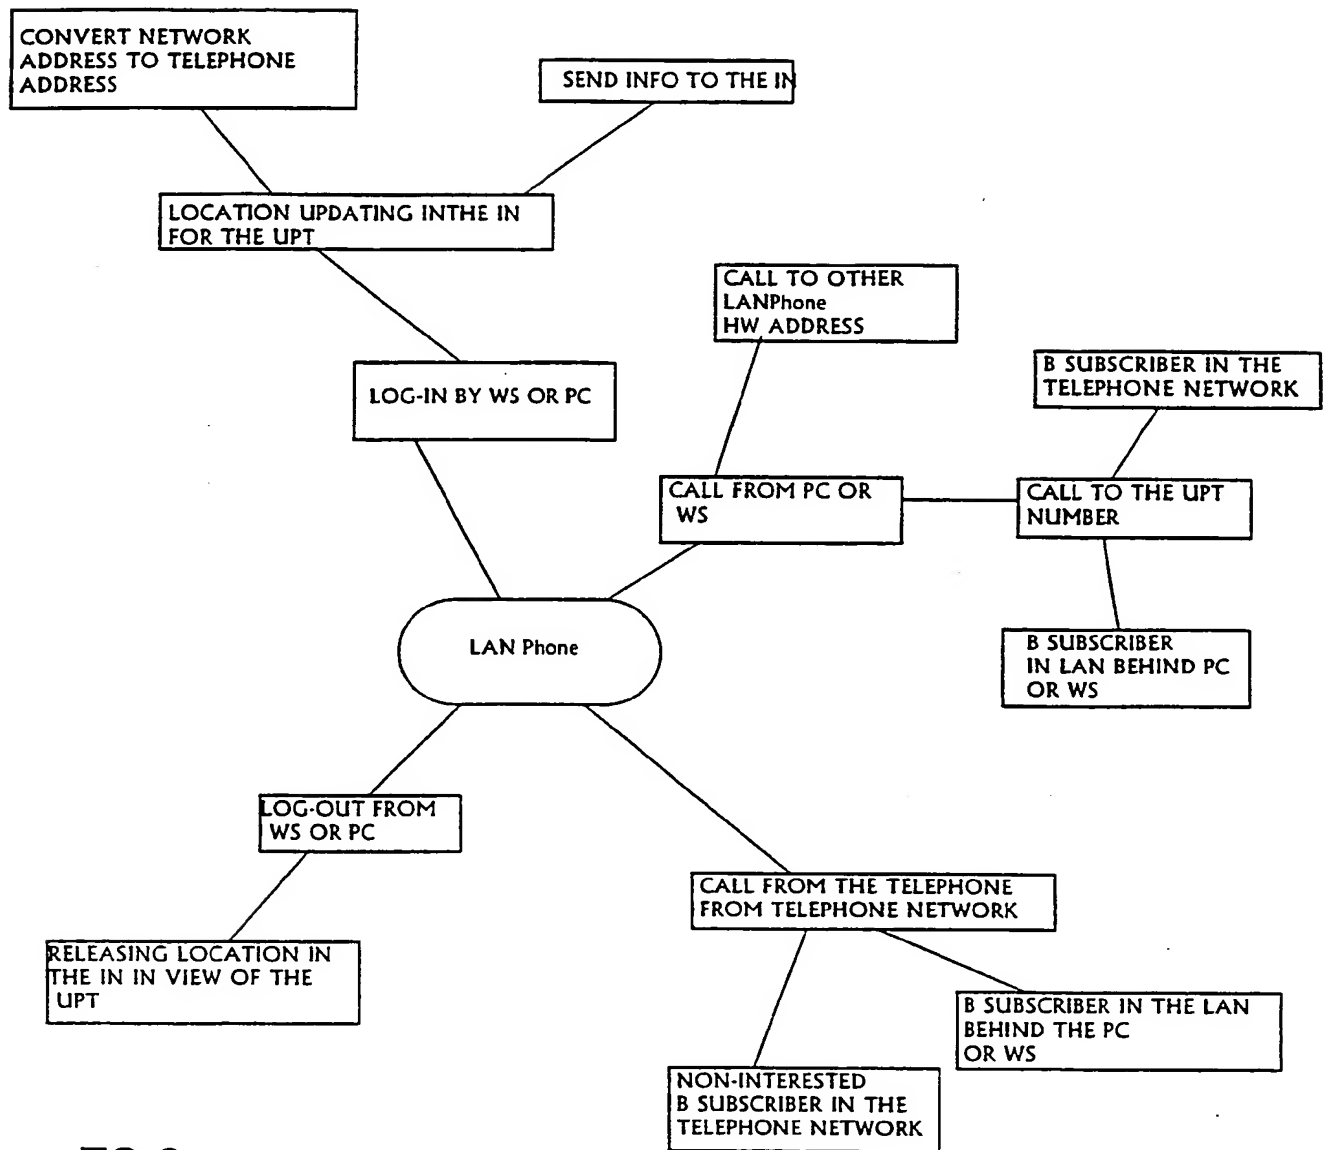 CONVERT NETWORK
ADDRESS TO TELEPHONE
ADDRESS
SEND INFO TO THE IN
LOCATION UPDATING INTHE IN
FOR THE UPT
CALL TO OTHER
LANPhone
HW ADDRESS
LOG-IN BY WS OR PC
B SUBSCRIBER IN THE
TELEPHONE NETWORK
CALL FROM PC OR
WS
CALL TO THE UPT
NUMBER
LAN Phone
B SUBSCRIBER
IN LAN BEHIND PC
OR WS
LOG-OUT FROM
WS OR PC
CALL FROM THE TELEPHONE
FROM TELEPHONE NETWORK
RELEASING LOCATION IN
THE IN IN VIEW OF THE
UPT
B SUBSCRIBER IN THE LAN
BEHIND THE PC
OR WS
NON-INTERESTED
B SUBSCRIBER IN THE
TELEPHONE NETWORK